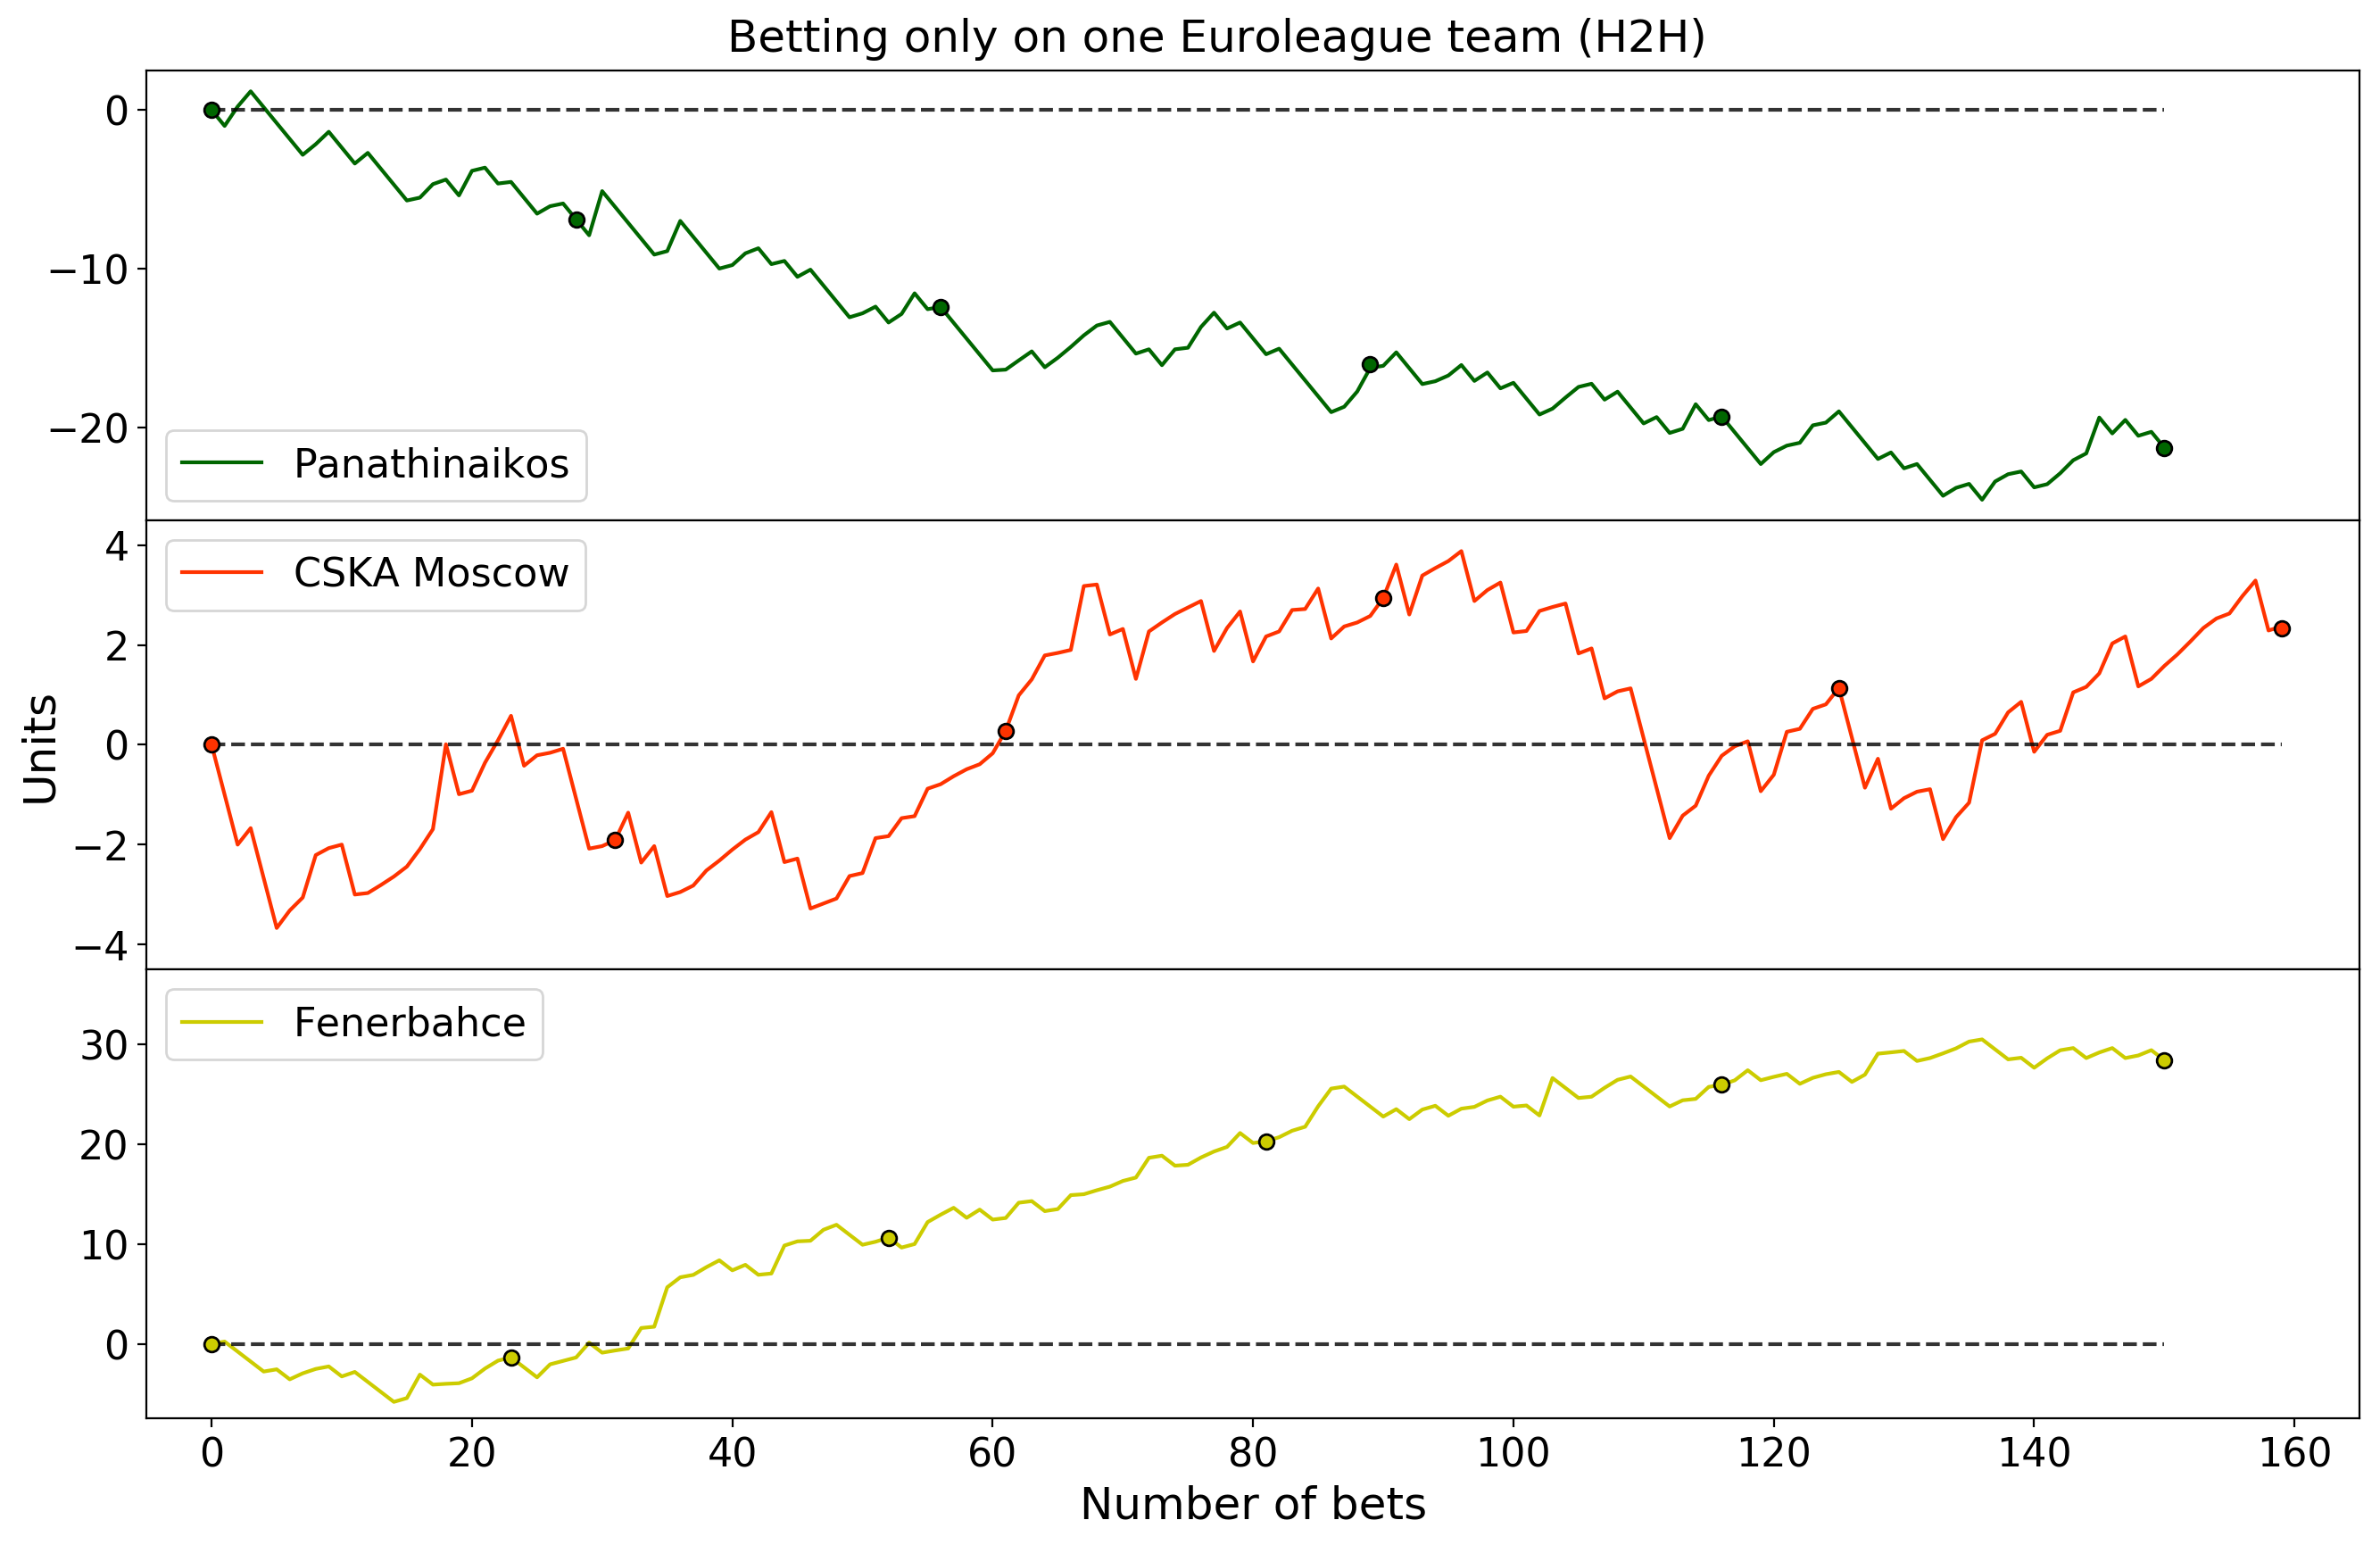 Betting only on one Euroleague team (H2H)
0
−10
−20
Panathinaikos
4
2
0
−2
−4
CSKA Moscow
Units
30
20
10
0
Fenerbahce
0 20 40 60 80 100 120 140 160
Number of bets